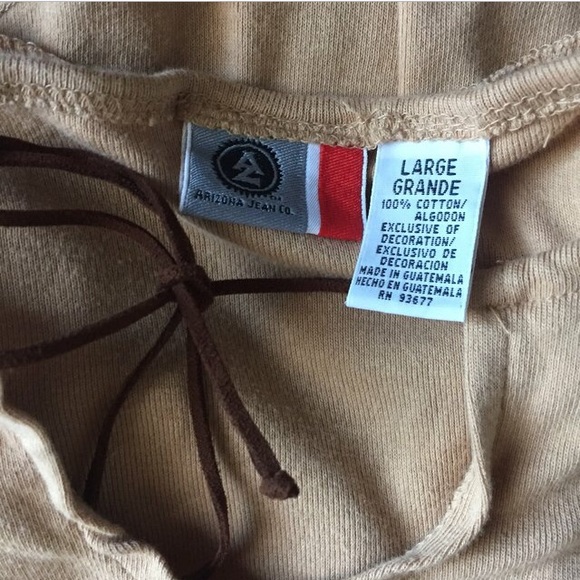 AZ
ARIZONA JEAN CO.
LARGE
GRANDE
100% COTTON/
ALGODON
EXCLUSIVE OF
DECORATION/
EXCLUSIVO DE
DECORACION
MADE IN GUATEMALA
HECHO EN GUATEMALA
RN 93677